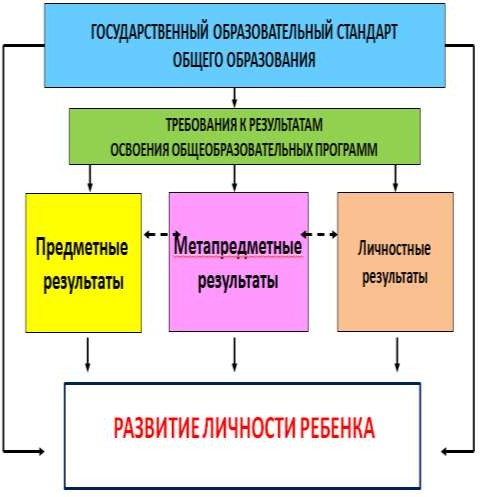 ГОСУДАРСТВЕННЫЙ ОБРАЗОВАТЕЛЬНЫЙ СТАНДАРТ
ОБЩЕГО ОБРАЗОВАНИЯ
ТРЕБОВАНИЯ К РЕЗУЛЬТАТАМ
ОСВОЕНИЯ ОБЩЕОБРАЗОВАТЕЛЬНЫХ ПРОГРАММ
Предметные
результаты
Метапредметные
результаты
Личностные
результаты
РАЗВИТИЕ ЛИЧНОСТИ РЕБЕНКА